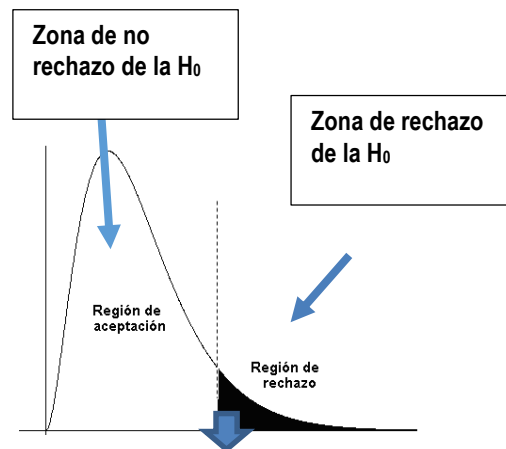 Zona de no
rechazo de la H₀
Zona de rechazo
de la H₀
Región de
aceptación
Región de
rechazo